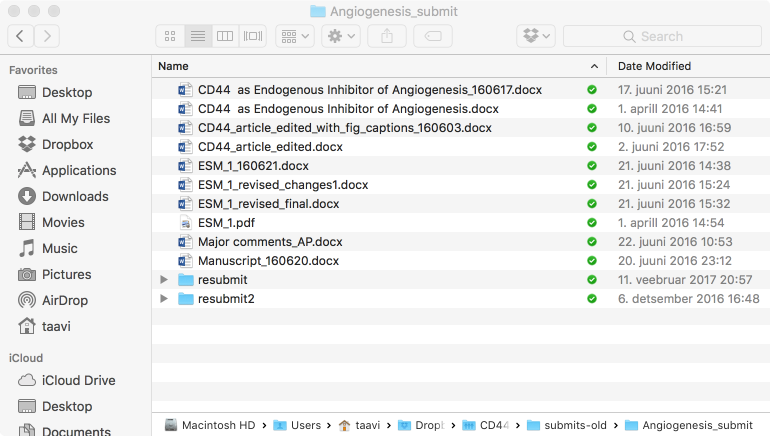 Angiogenesis_submit
Search
Favorites
Desktop
All My Files
Dropbox
Applications
Downloads
Movies
Music
Pictures
AirDrop
taavi
iCloud
iCloud Drive
Desktop
Documents
Name Date Modified
CD44  as Endogenous Inhibitor of Angiogenesis_160617.docx 17. juuni 2016 15:21
CD44  as Endogenous Inhibitor of Angiogenesis.docx 1. aprill 2016 14:41
CD44_article_edited_with_fig_captions_160603.docx 10. juuni 2016 16:59
CD44_article_edited.docx 2. juuni 2016 17:52
ESM_1_160621.docx 21. juuni 2016 14:38
ESM_1_revised_changes1.docx 21. juuni 2016 15:24
ESM_1_revised_final.docx 21. juuni 2016 15:32
ESM_1.pdf 1. aprill 2016 14:54
Major comments_AP.docx 22. juuni 2016 10:53
Manuscript_160620.docx 20. juuni 2016 23:12
resubmit 11. veebruar 2017 20:57
resubmit2 6. detsember 2016 16:48
Macintosh HD › Users › taavi › Dropb › CD44 › submits-old › Angiogenesis_submit